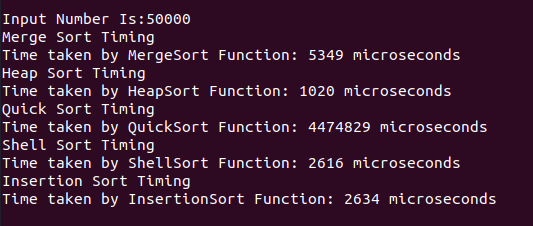 Input Number Is:50000
Merge Sort Timing
Time taken by MergeSort Function: 5349 microseconds
Heap Sort Timing
Time taken by HeapSort Function: 1020 microseconds
Quick Sort Timing
Time taken by QuickSort Function: 4474829 microseconds
Shell Sort Timing
Time taken by ShellSort Function: 2616 microseconds
Insertion Sort Timing
Time taken by InsertionSort Function: 2634 microseconds